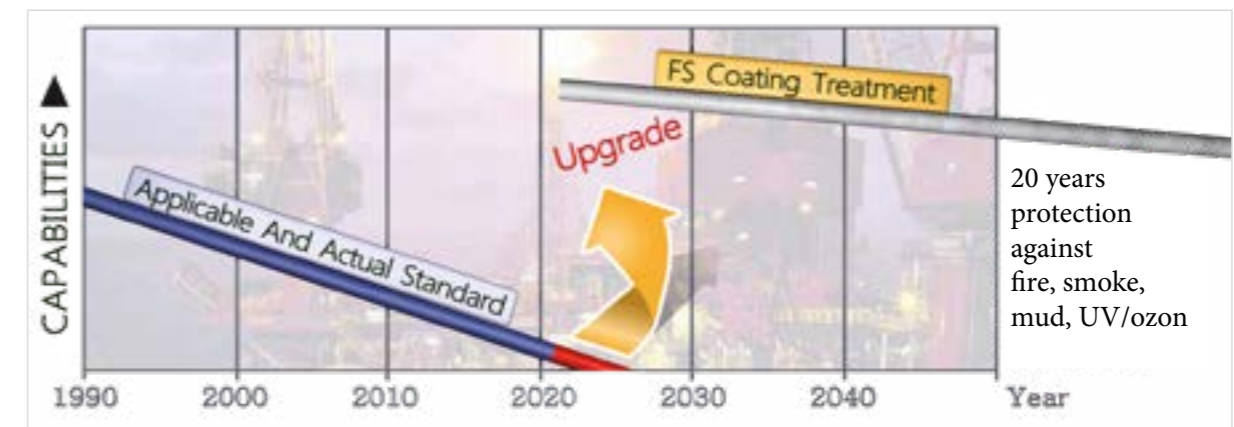 CAPABILITIES
FS Coating Treatment
Upgrade
Applicable And Actual Standard
20 years
protection
against
fire, smoke,
mud, UV/ozon
1990 2000 2010 2020 2030 2040 Year